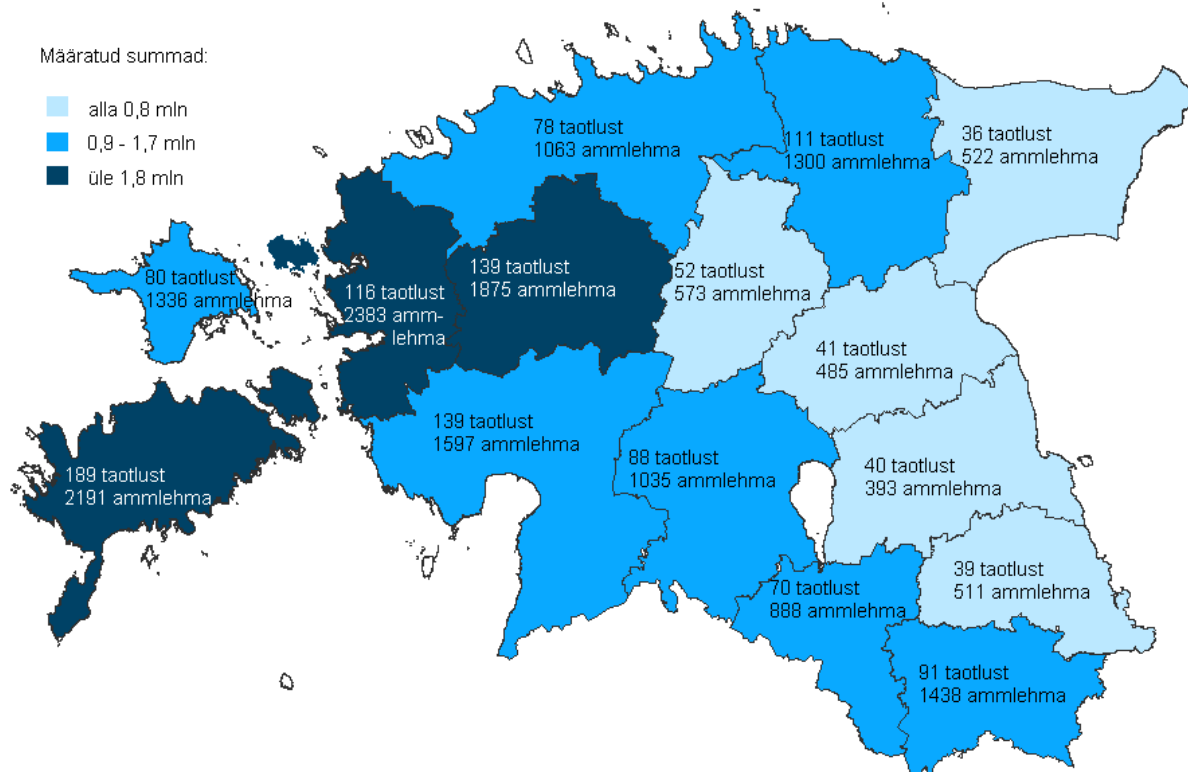 Määratud summad:
alla 0,8 mln
0,9 - 1,7 mln
üle 1,8 mln
78 taotlust
1063 ammlehma
111 taotlust
1300 ammlehma
36 taotlust
522 ammlehma
80 taotlust
1336 ammlehma
116 taotlust
2383 amm-
lehma
139 taotlust
1875 ammlehma
52 taotlust
573 ammlehma
41 taotlust
485 ammlehma
189 taotlust
2191 ammlehma
139 taotlust
1597 ammlehma
88 taotlust
1035 ammlehma
40 taotlust
393 ammlehma
39 taotlust
511 ammlehma
70 taotlust
888 ammlehma
91 taotlust
1438 ammlehma